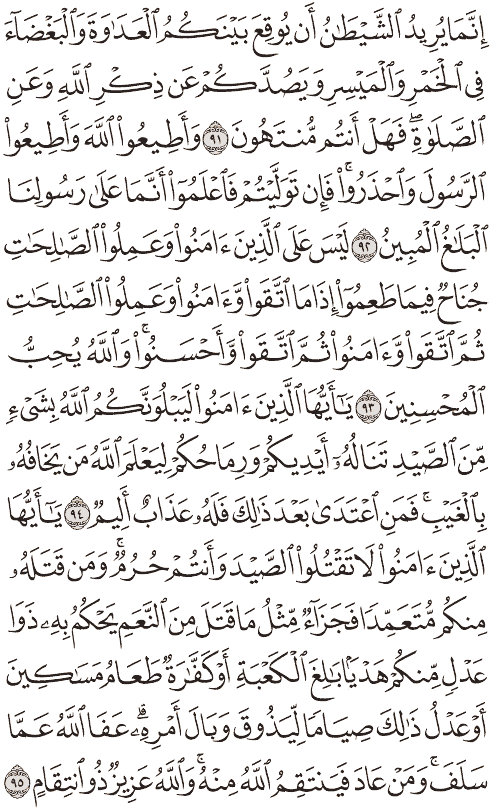 إِنَّمَا يُرِيدُ ٱلشَّيْطَٰنُ أَن يُوقِعَ بَيْنَكُمُ ٱلْعَدَٰوَةَ وَٱلْبَغْضَآءَ
فِى ٱلْخَمْرِ وَٱلْمَيْسِرِ وَيَصُدَّكُمْ عَن ذِكْرِ ٱللَّهِ وَعَنِ
ٱلصَّلَوٰةِ ۖ فَهَلْ أَنتُم مُّنتَهُونَ ٩١ وَأَطِيعُوا۟ ٱللَّهَ وَأَطِيعُوا۟
ٱلرَّسُولَ وَٱحْذَرُوا۟ ۚ فَإِن تَوَلَّيْتُمْ فَٱعْلَمُوٓا۟ أَنَّمَا عَلَىٰ رَسُولِنَا
ٱلْبَلَٰغُ ٱلْمُبِينُ ٩٢ لَيْسَ عَلَى ٱلَّذِينَ ءَامَنُوا۟ وَعَمِلُوا۟ ٱلصَّٰلِحَٰتِ
جُنَاحٌ فِيمَا طَعِمُوٓا۟ إِذَا مَا ٱتَّقَوا۟ وَّءَامَنُوا۟ وَعَمِلُوا۟ ٱلصَّٰلِحَٰتِ
ثُمَّ ٱتَّقَوا۟ وَّءَامَنُوا۟ ثُمَّ ٱتَّقَوا۟ وَّأَحْسَنُوا۟ ۗ وَٱللَّهُ يُحِبُّ
ٱلْمُحْسِنِينَ ٩٣ يَٰٓأَيُّهَا ٱلَّذِينَ ءَامَنُوا۟ لَيَبْلُوَنَّكُمُ ٱللَّهُ بِشَىْءٍ
مِّنَ ٱلصَّيْدِ تَنَالُهُۥٓ أَيْدِيكُمْ وَرِمَاحُكُمْ لِيَعْلَمَ ٱللَّهُ مَن يَخَافُهُۥ
بِٱلْغَيْبِ ۚ فَمَنِ ٱعْتَدَىٰ بَعْدَ ذَٰلِكَ فَلَهُۥ عَذَابٌ أَلِيمٌ ٩٤ يَٰٓأَيُّهَا
ٱلَّذِينَ ءَامَنُوا۟ لَا تَقْتُلُوا۟ ٱلصَّيْدَ وَأَنتُمْ حُرُمٌ ۚ وَمَن قَتَلَهُۥ
مِنكُم مُّتَعَمِّدًا فَجَزَآءٌ مِّثْلُ مَا قَتَلَ مِنَ ٱلنَّعَمِ يَحْكُمُ بِهِۦ ذَوَا
عَدْلٍ مِّنكُمْ هَدْيًۢا بَٰلِغَ ٱلْكَعْبَةِ أَوْ كَفَّٰرَةٌ طَعَامُ مَسَٰكِينَ
أَوْ عَدْلُ ذَٰلِكَ صِيَامًا لِّيَذُوقَ وَبَالَ أَمْرِهِۦ ۗ عَفَا ٱللَّهُ عَمَّا
سَلَفَ ۚ وَمَنْ عَادَ فَيَنتَقِمُ ٱللَّهُ مِنْهُ ۗ وَٱللَّهُ عَزِيزٌ ذُو ٱنتِقَامٍ ٩٥